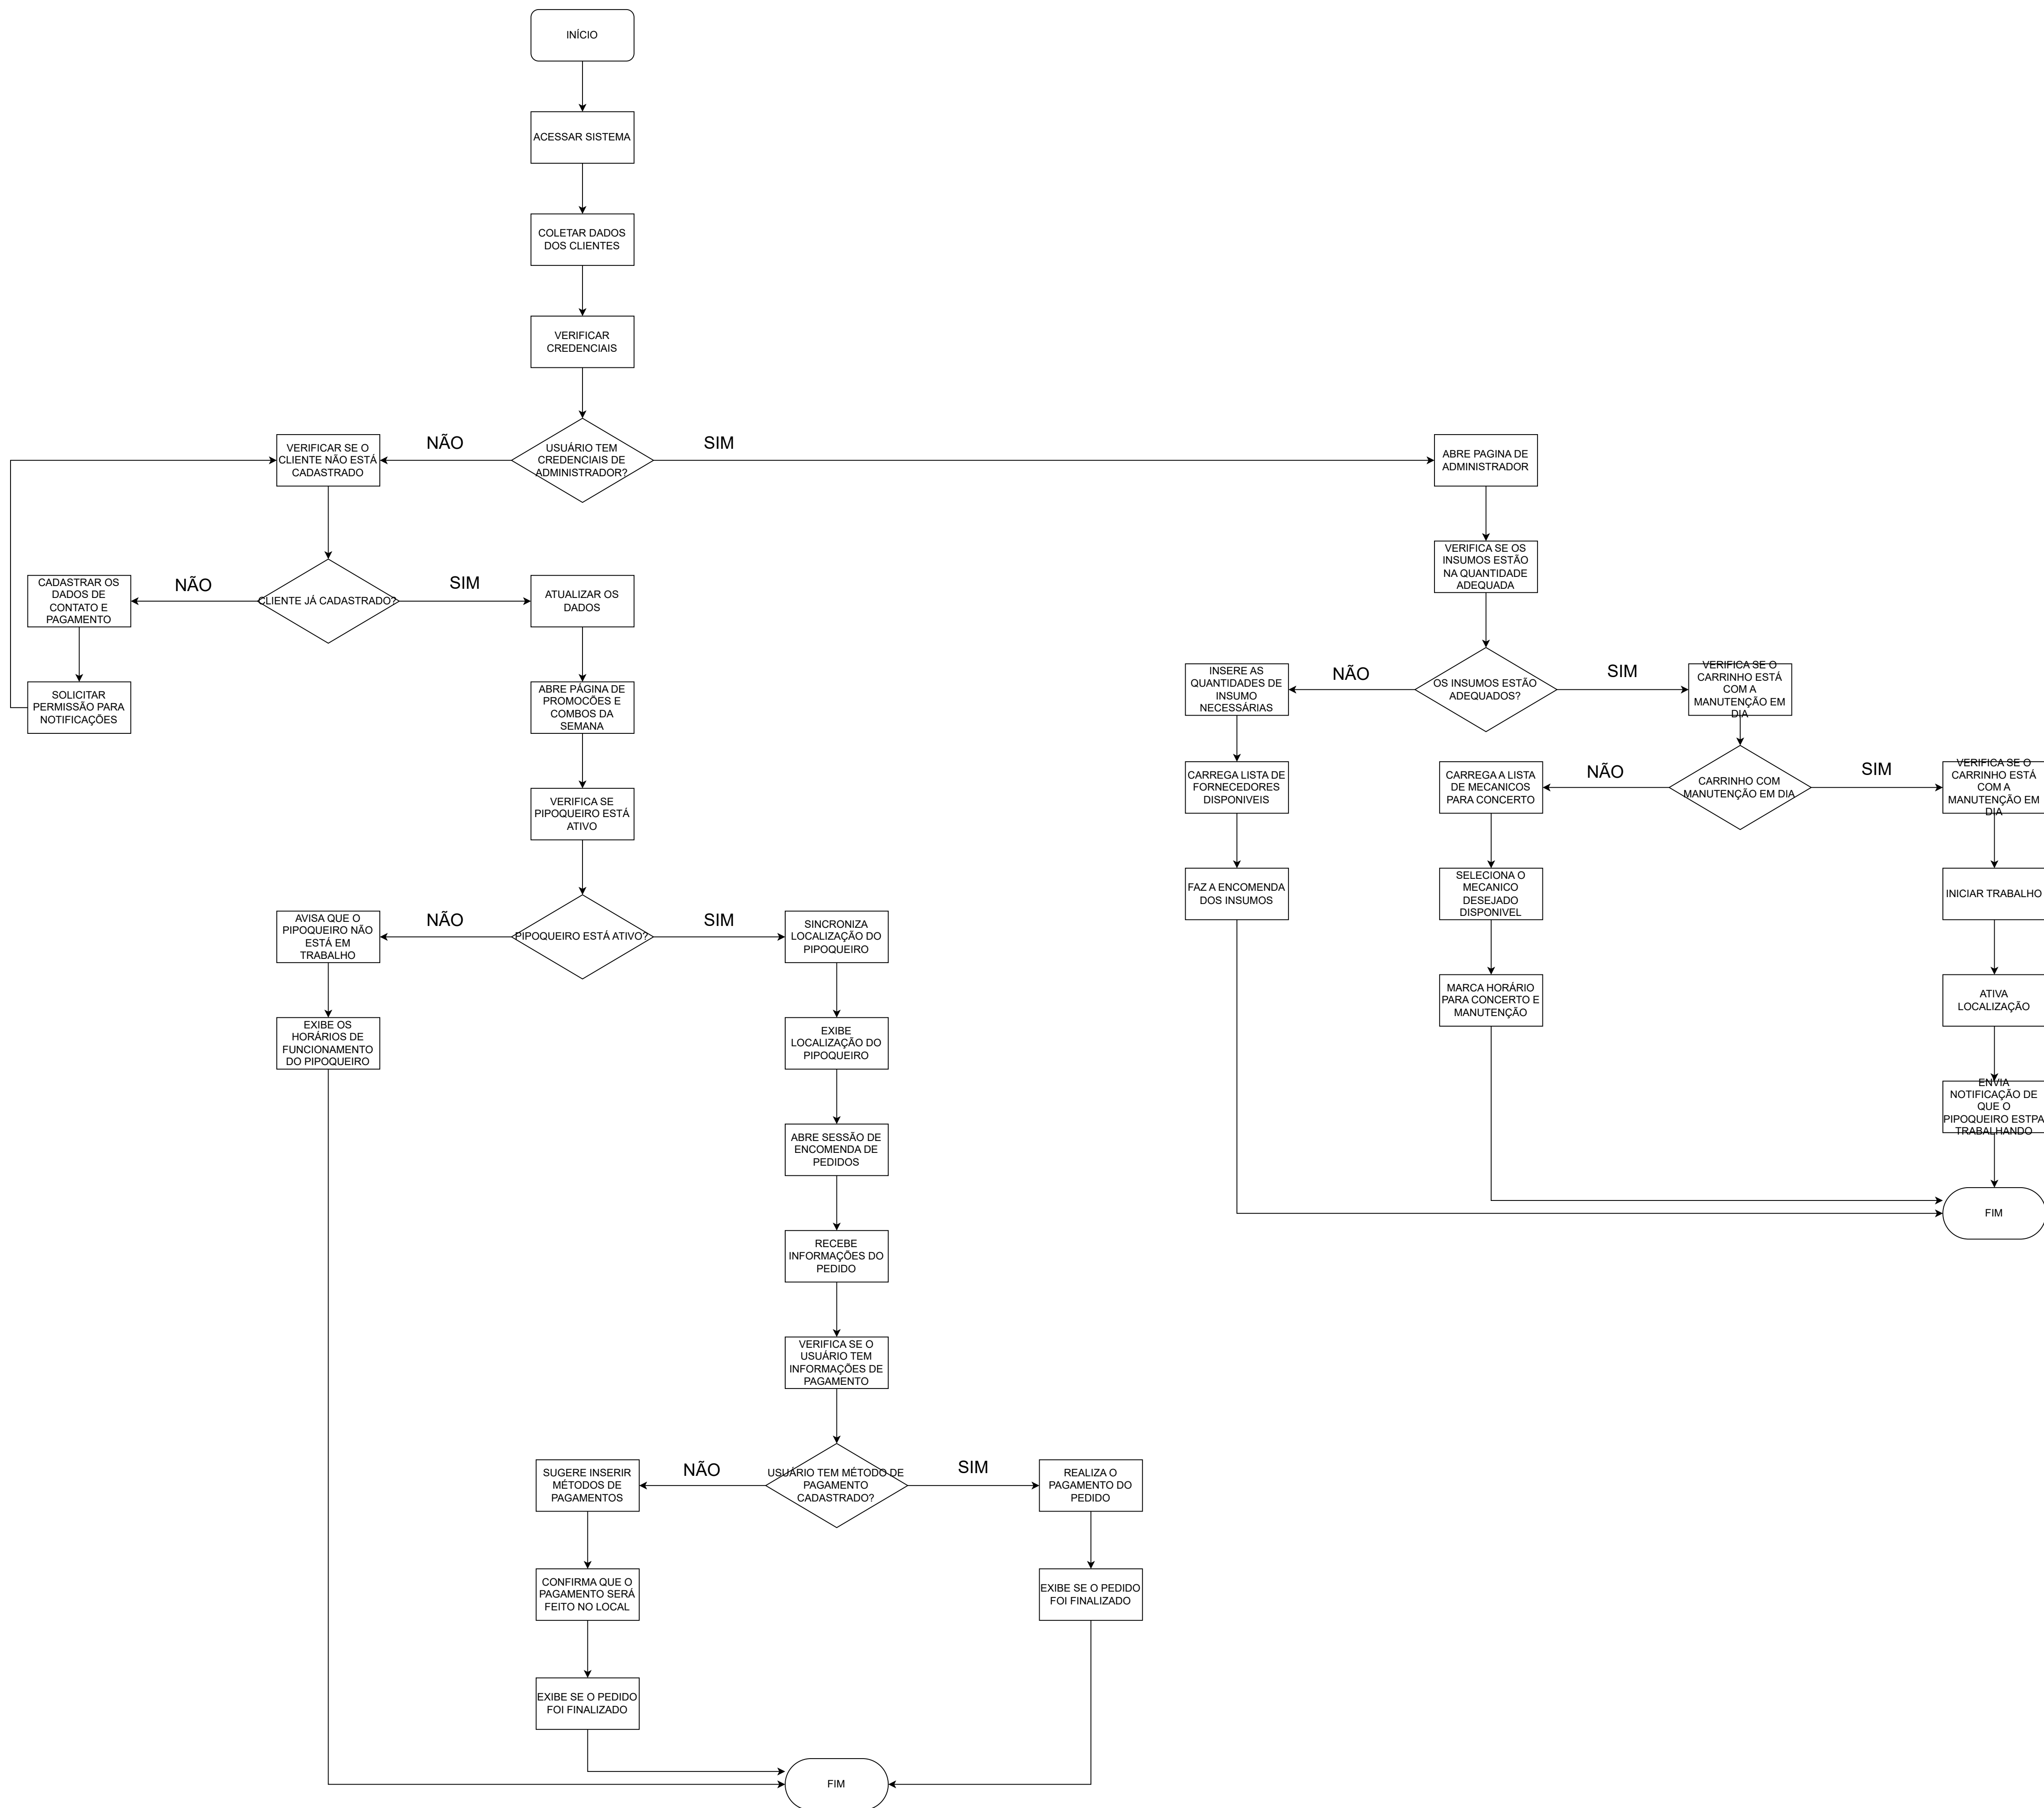 INÍCIO
ACESSAR SISTEMA
COLETAR DADOS
DOS CLIENTES
VERIFICAR
CREDENCIAIS
USUÁRIO TEM
CREDENCIAIS DE
ADMINISTRADOR?
NÃO
SIM
VERIFICAR SE O
CLIENTE NÃO ESTÁ
CADASTRADO
CLIENTE JÁ CADASTRADO?
NÃO
SIM
CADASTRAR OS
DADOS DE
CONTATO E
PAGAMENTO
SOLICITAR
PERMISSÃO PARA
NOTIFICAÇÕES
ATUALIZAR OS
DADOS
ABRE PÁGINA DE
PROMOCÕES E
COMBOS DA
SEMANA
VERIFICA SE
PIPOQUEIRO ESTÁ
ATIVO
PIPOQUEIRO ESTÁ ATIVO?
NÃO
SIM
AVISA QUE O
PIPOQUEIRO NÃO
ESTÁ EM
TRABALHO
EXIBE OS
HORÁRIOS DE
FUNCIONAMENTO
DO PIPOQUEIRO
SINCRONIZA
LOCALIZAÇÃO DO
PIPOQUEIRO
EXIBE
LOCALIZAÇÃO DO
PIPOQUEIRO
ABRE SESSÃO DE
ENCOMENDA DE
PEDIDOS
RECEBE
INFORMAÇÕES DO
PEDIDO
VERIFICA SE O
USUÁRIO TEM
INFORMAÇÕES DE
PAGAMENTO
USUÁRIO TEM MÉTODO DE
PAGAMENTO
CADASTRADO?
NÃO
SIM
SUGERE INSERIR
MÉTODOS DE
PAGAMENTOS
CONFIRMA QUE O
PAGAMENTO SERÁ
FEITO NO LOCAL
EXIBE SE O PEDIDO
FOI FINALIZADO
REALIZA O
PAGAMENTO DO
PEDIDO
EXIBE SE O PEDIDO
FOI FINALIZADO
FIM
ABRE PAGINA DE
ADMINISTRADOR
VERIFICA SE OS
INSUMOS ESTÃO
NA QUANTIDADE
ADEQUADA
OS INSUMOS ESTÃO
ADEQUADOS?
NÃO
SIM
INSERE AS
QUANTIDADES DE
INSUMO
NECESSÁRIAS
CARREGA LISTA DE
FORNECEDORES
DISPONIVEIS
FAZ A ENCOMENDA
DOS INSUMOS
VERIFICA SE O
CARRINHO ESTÁ
COM A
MANUTENÇÃO EM
DIA
CARRINHO COM
MANUTENÇÃO EM DIA
NÃO
SIM
CARREGA A LISTA
DE MECANICOS
PARA CONCERTO
SELECIONA O
MECANICO
DESEJADO
DISPONIVEL
MARCA HORÁRIO
PARA CONCERTO E
MANUTENÇÃO
VERIFICA SE O
CARRINHO ESTÁ
COM A
MANUTENÇÃO EM
DIA
INICIAR TRABALHO
ATIVA
LOCALIZAÇÃO
ENVIA
NOTIFICAÇÃO DE
QUE O
PIPOQUEIRO ESTPA
TRABALHANDO
FIM